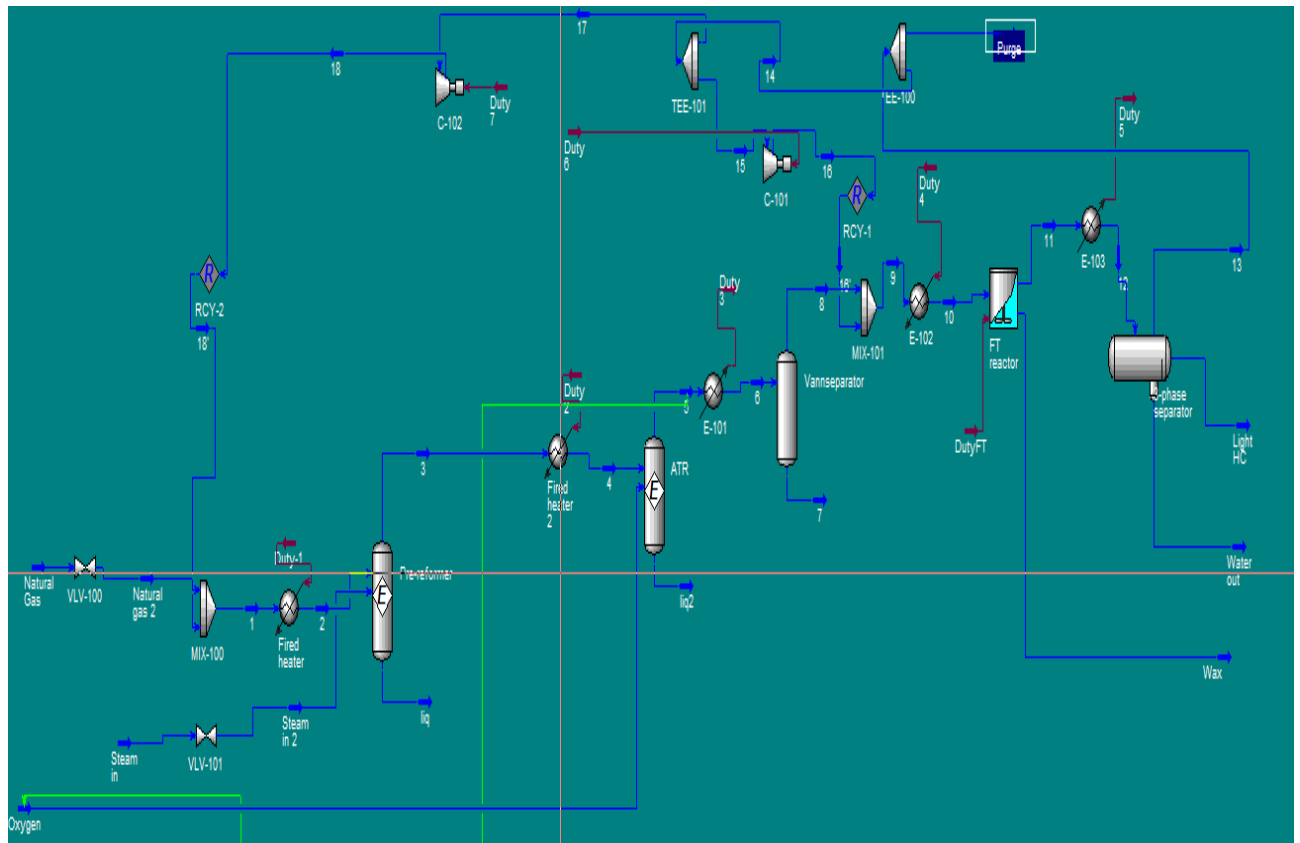 17
18
C-102
Duty
7
TEE-101
14
TEE-100
Purge
Duty
6
15
C-101
16
Duty
5
Duty
4
RCY-1
16'
9
E-102
10
11
E-103
12
13
RCY-2
18'
Duty
3
8
MIX-101
FT
reactor
Vannseparator
3-phase
separator
Light
HC
5
E-101
6
Duty
2
3
Fired
heater
2
4
ATR
7
Natural
Gas
VLV-100
Natural
gas 2
MIX-100
1
Duty-1
Fired
heater
2
Pre-reformer
liq2
Water
out
Wax
liq
Steam
in 2
Steam
in
VLV-101
Oxygen
E
E
R
R